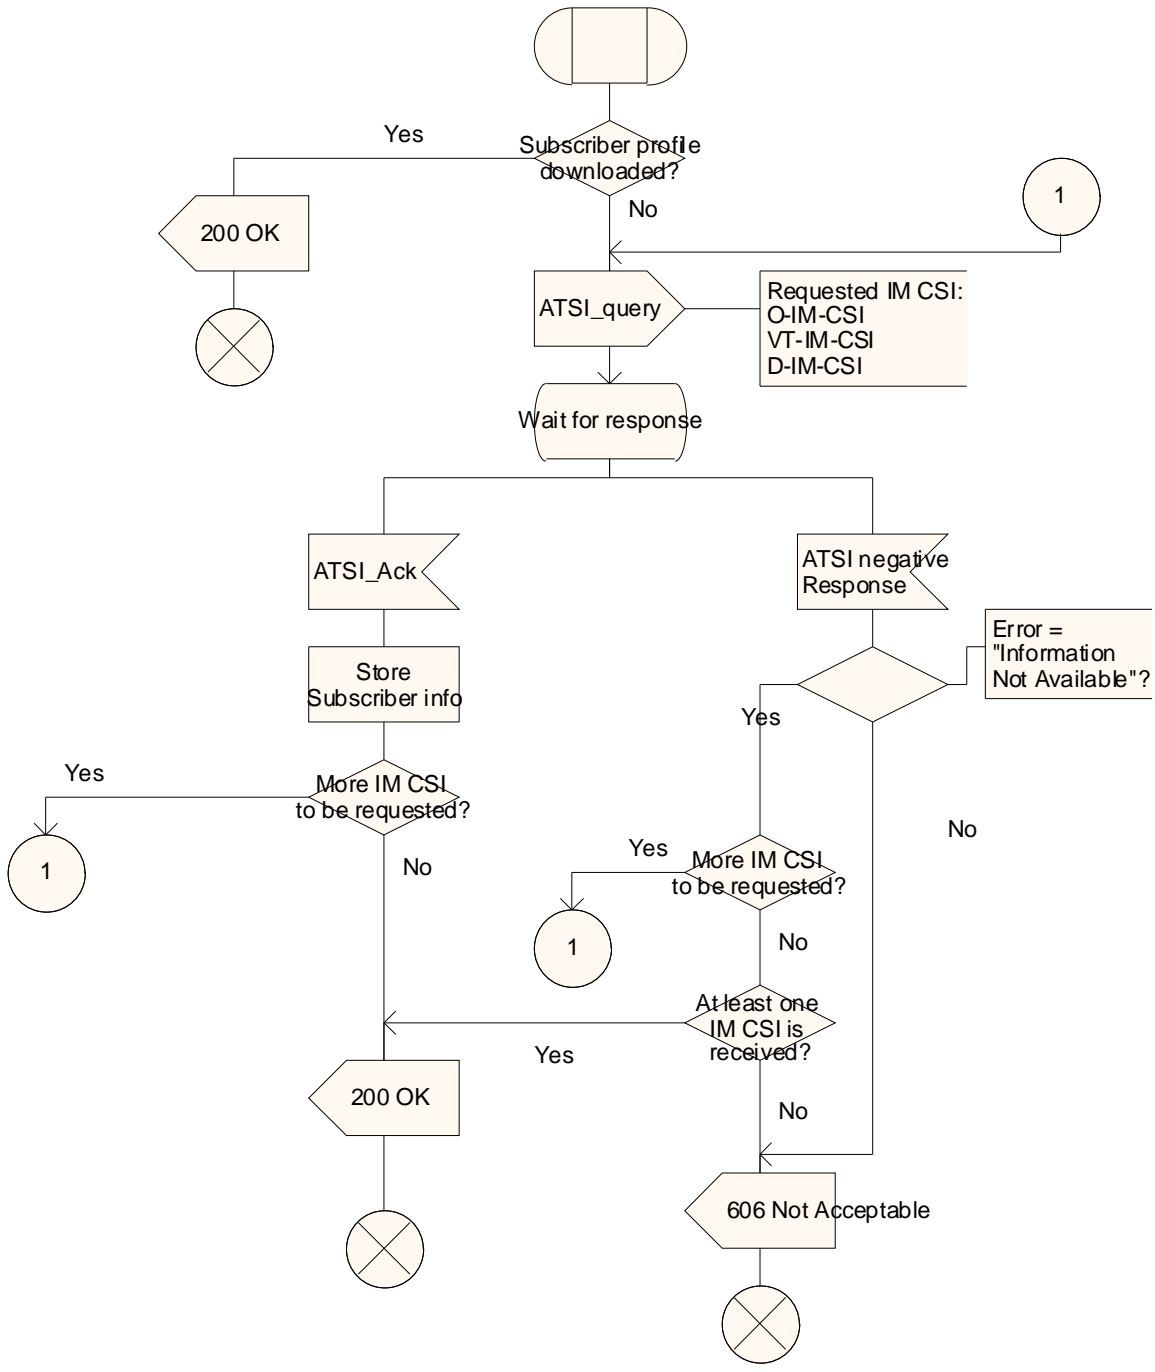 Yes
Subscriber profile
downloaded?
No
1
200 OK
ATSI_query
Requested IM CSI:
O-IM-CSI
VT-IM-CSI
D-IM-CSI
Wait for response
ATSI_Ack
ATSI negative
Response
Error =
"Information
Not Available"?
Store
Subscriber info
Yes
Yes
More IM CSI
to be requested?
No
1
No
Yes
More IM CSI
to be requested?
1
No
At least one
IM CSI is
received?
Yes
200 OK
No
606 Not Acceptable